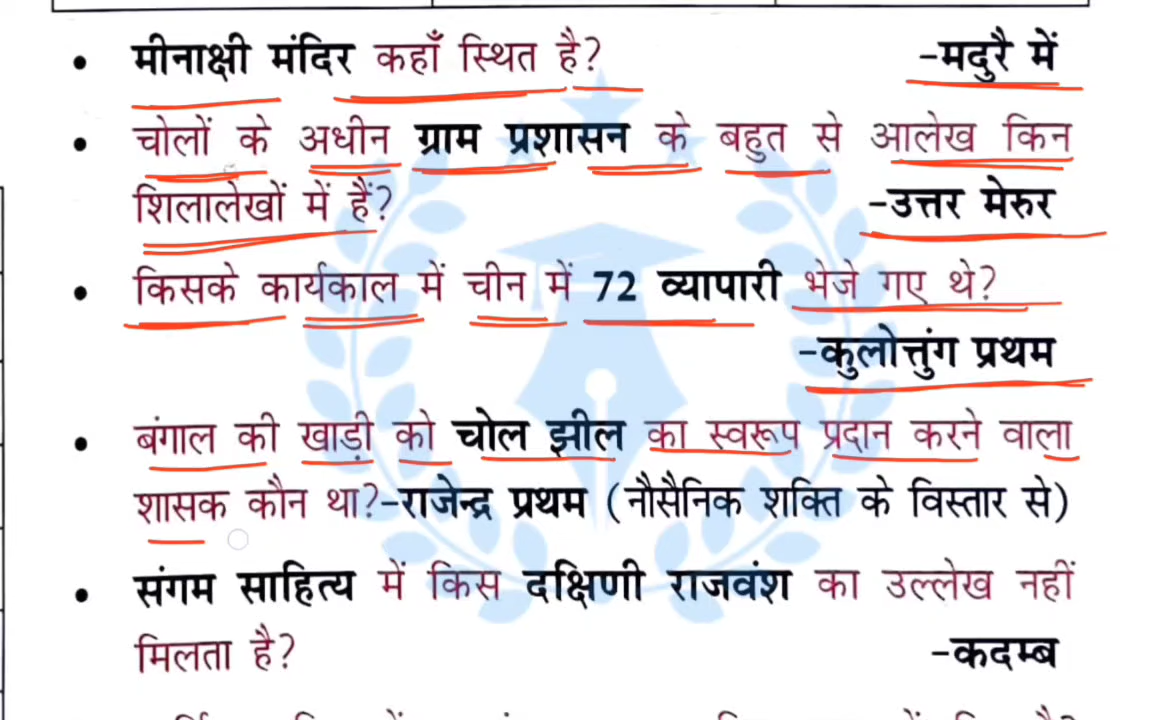 • मीनाक्षी मंदिर कहाँ स्थित है? -मदुरै में
• चोलों के अधीन ग्राम प्रशासन के बहुत से आलेख किन
शिलालेखों में हैं? -उत्तर मेरुर
• किसके कार्यकाल में चीन में 72 व्यापारी भेजे गए थे?
-कुलोत्तुंग प्रथम
• बंगाल की खाड़ी को चोल झील का स्वरूप प्रदान करने वाला
शासक कौन था?-राजेन्द्र प्रथम (नौसैनिक शक्ति के विस्तार से)
• संगम साहित्य में किस दक्षिणी राजवंश का उल्लेख नहीं
मिलता है? -कदम्ब